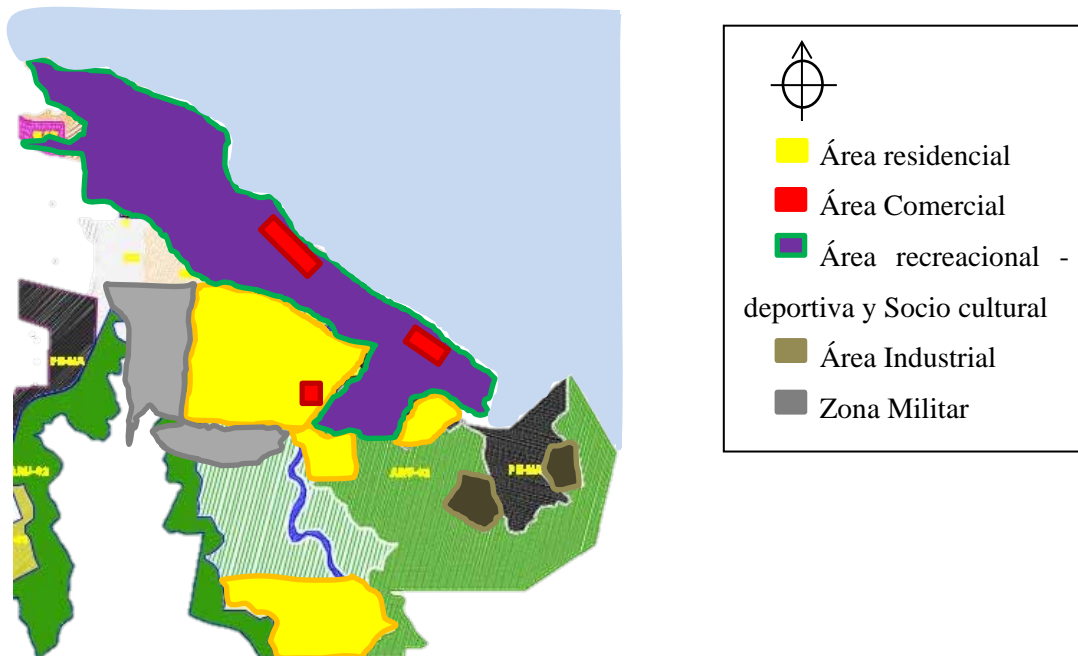 Área residencial
Área Comercial
Área recreacional -
deportiva y Socio cultural
Área Industrial
Zona Militar